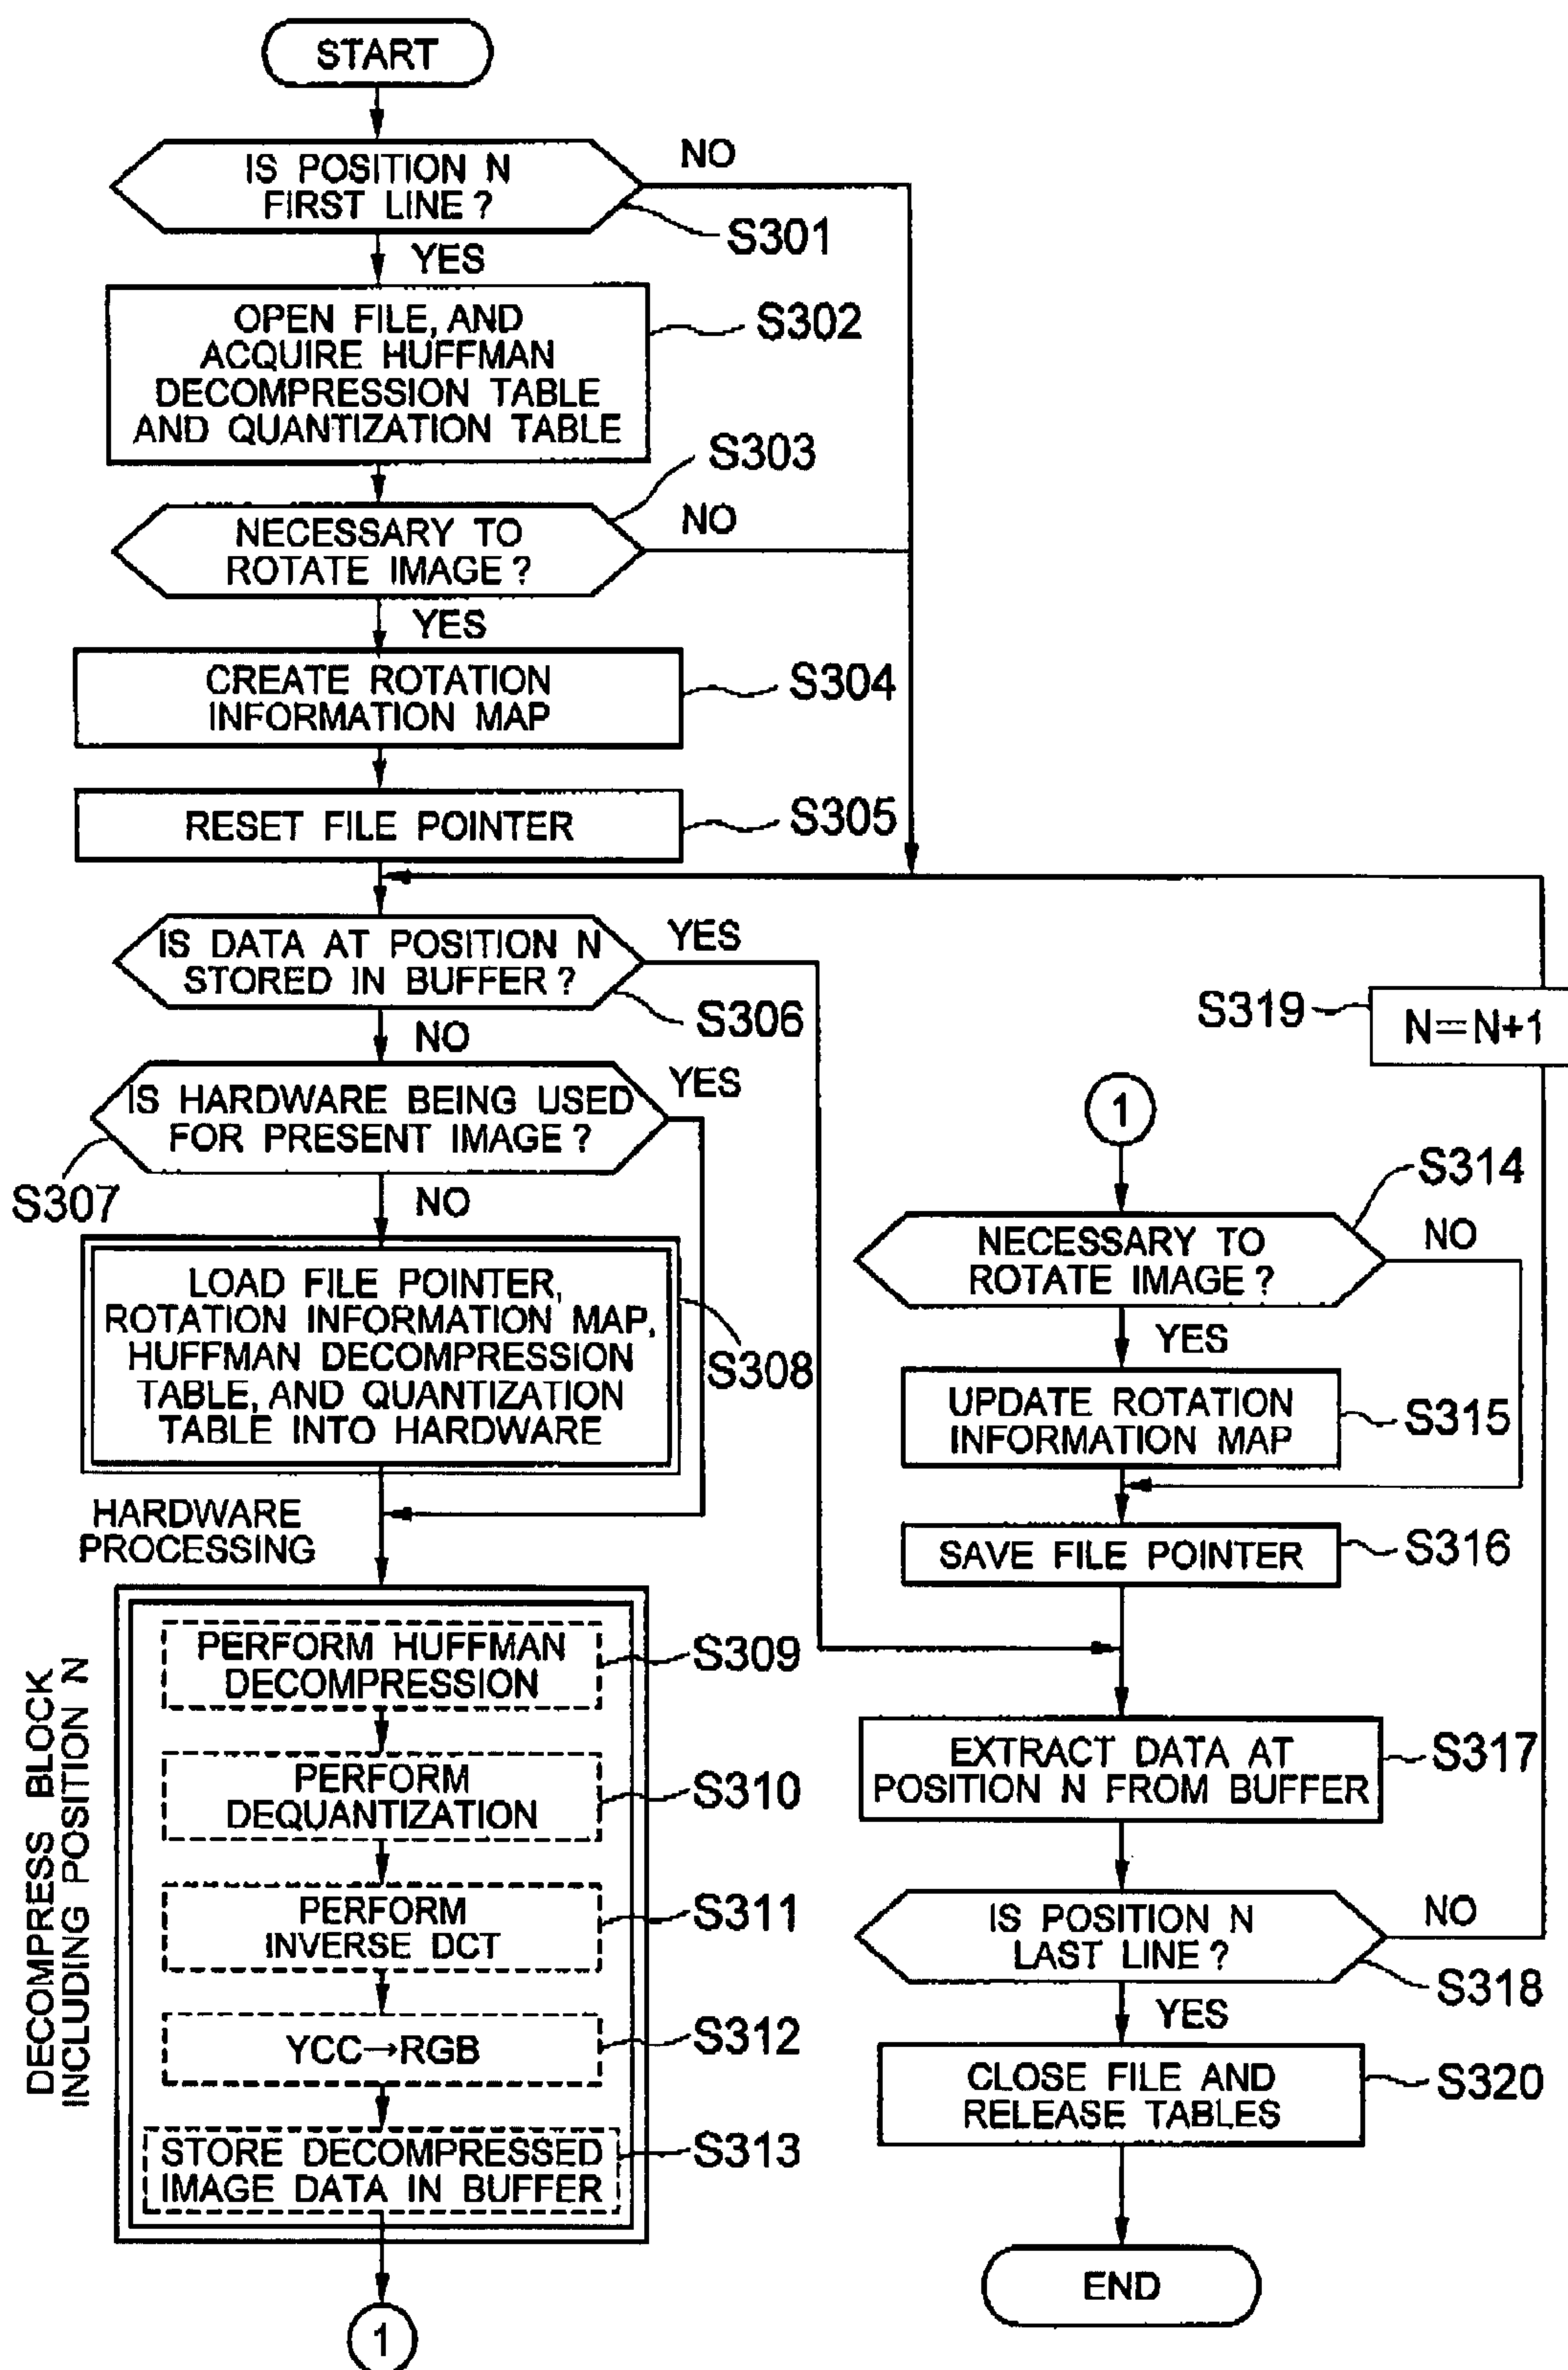 START
IS POSITION N
FIRST LINE?
NO
S301
YES
OPEN FILE, AND
ACQUIRE HUFFMAN
DECOMPRESSION TABLE
AND QUANTIZATION TABLE
S302
S303
NECESSARY TO
ROTATE IMAGE?
NO
YES
CREATE ROTATION
INFORMATION MAP
S304
RESET FILE POINTER
S305
IS DATA AT POSITION N
STORED IN BUFFER?
YES
S306
NO
IS HARDWARE BEING USED
FOR PRESENT IMAGE?
YES
S307
NO
LOAD FILE POINTER,
ROTATION INFORMATION MAP,
HUFFMAN DECOMPRESSION
TABLE, AND QUANTIZATION
TABLE INTO HARDWARE
S308
HARDWARE
PROCESSING
DECOMPRESS BLOCK
INCLUDING POSITION N
PERFORM HUFFMAN
DECOMPRESSION
S309
PERFORM
DEQUANTIZATION
S310
PERFORM
INVERSE DCT
S311
YCC→RGB
S312
STORE DECOMPRESSED
IMAGE DATA IN BUFFER
S313
1
S319
N=N+1
1
S314
NECESSARY TO
ROTATE IMAGE?
NO
YES
UPDATE ROTATION
INFORMATION MAP
S315
SAVE FILE POINTER
S316
EXTRACT DATA AT
POSITION N FROM BUFFER
S317
IS POSITION N
LAST LINE?
NO
S318
YES
CLOSE FILE AND
RELEASE TABLES
S320
END